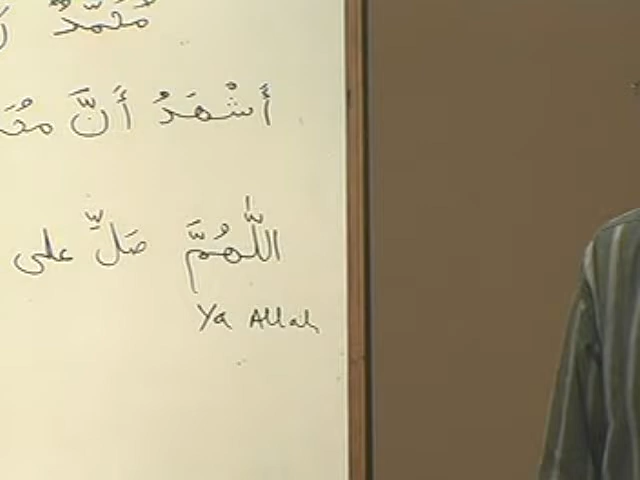 مُحَمَّدٌ
أَشْهَدُ أَنَّ
اللَّهُمَّ صَلِّ على
Ya Allah